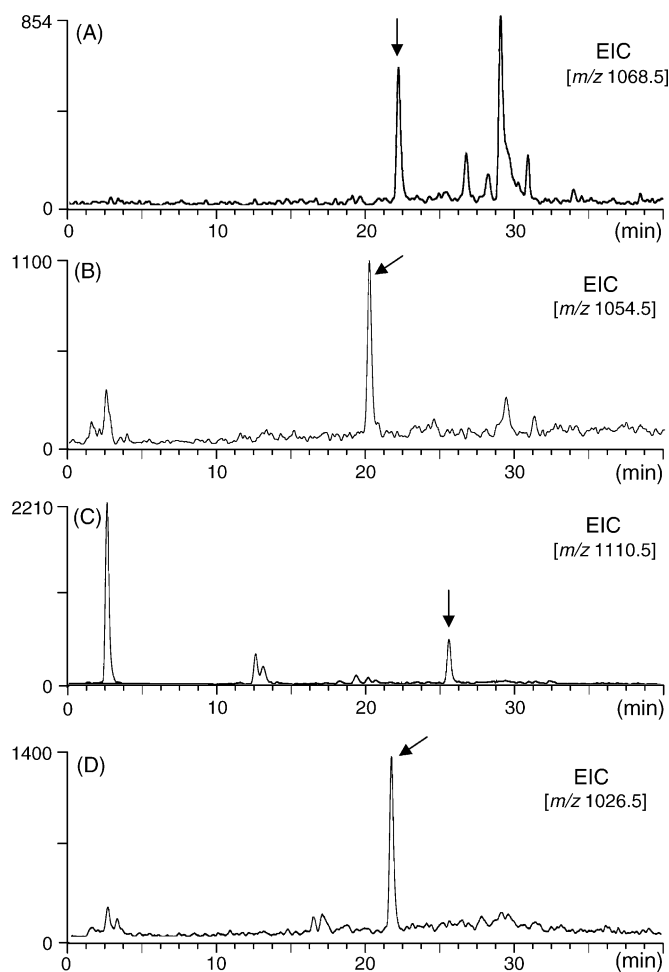 854
(A)
EIC
[m/z 1068.5]
0
0 10 20 30 (min)
1100
(B)
EIC
[m/z 1054.5]
0
0 10 20 30 (min)
2210
(C)
EIC
[m/z 1110.5]
0
0 10 20 30 (min)
1400
(D)
EIC
[m/z 1026.5]
0
0 10 20 30 (min)